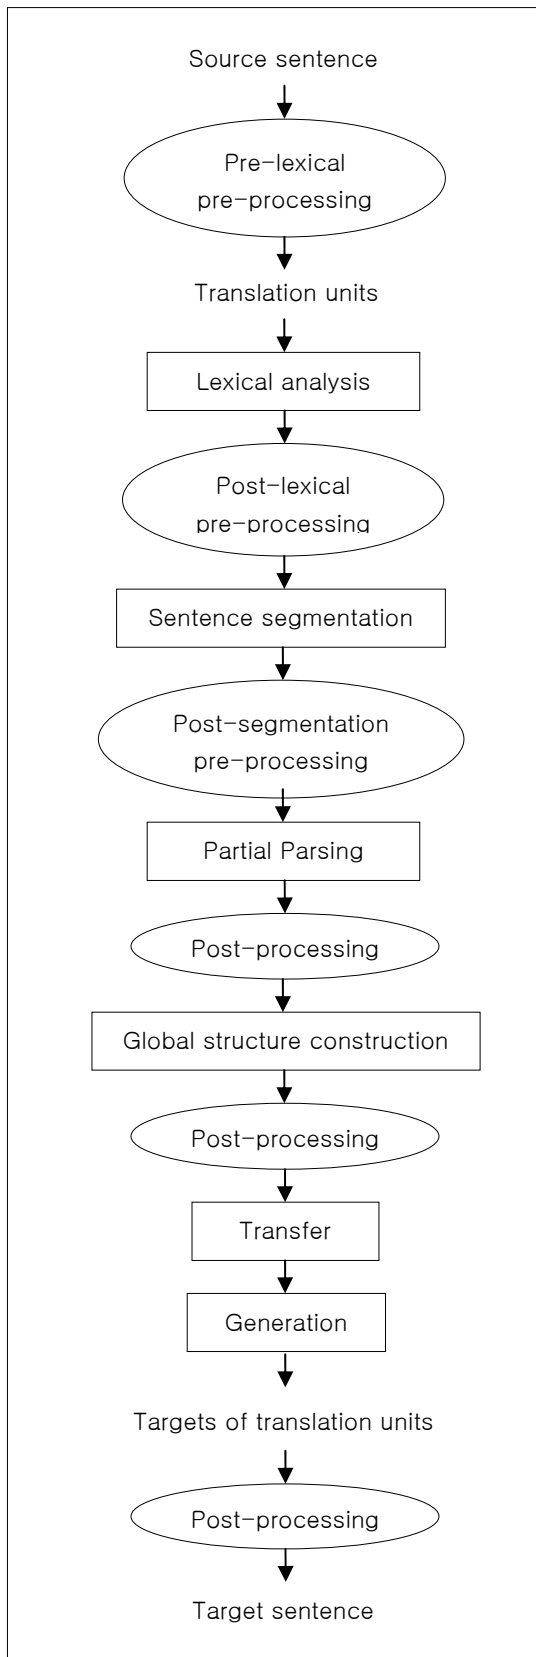 Source sentence
Pre-lexical
pre-processing
Translation units
Lexical analysis
Post-lexical
pre-processing
Sentence segmentation
Post-segmentation
pre-processing
Partial Parsing
Post-processing
Global structure construction
Post-processing
Transfer
Generation
Targets of translation units
Post-processing
Target sentence